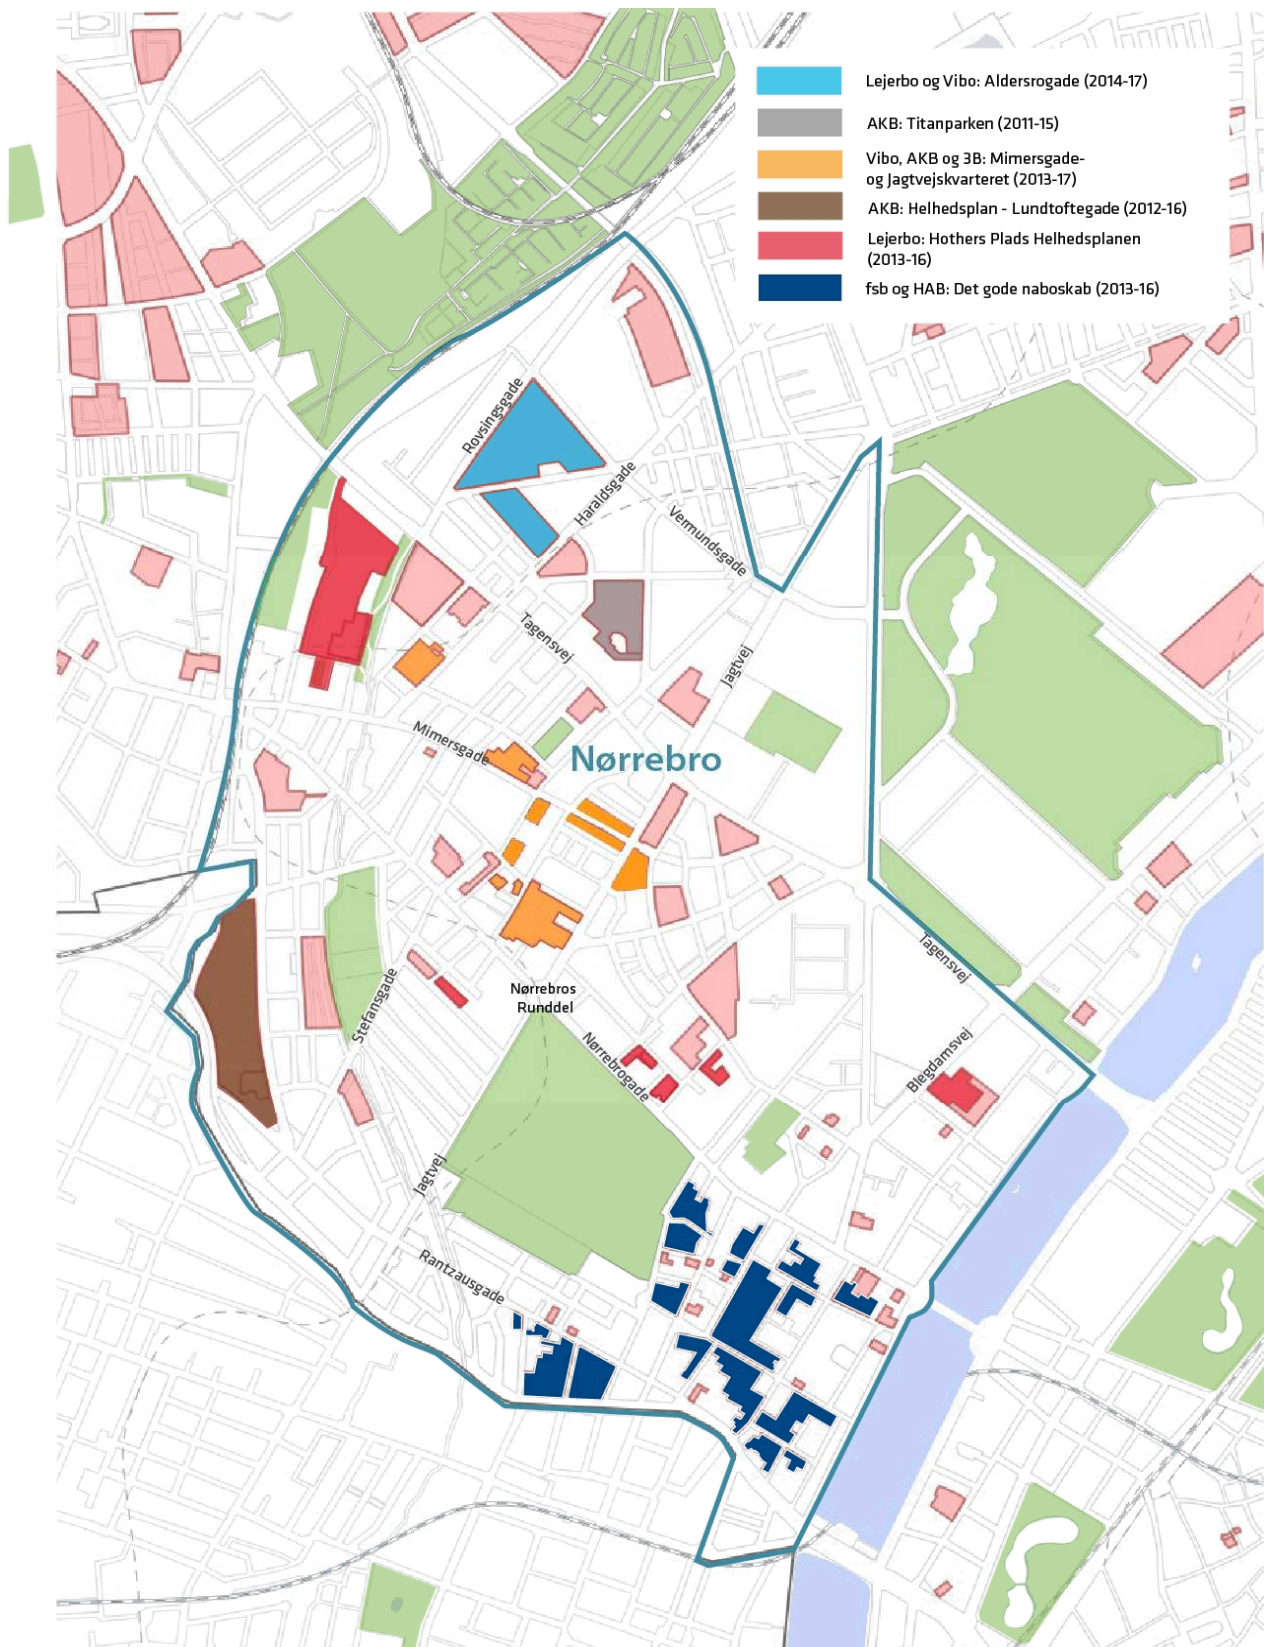 Lejerbo og Vibo: Aldersrogade (2014-17)
AKB: Titanparken (2011-15)
Vibo, AKB og 3B: Mimersgade-
og Jagtvejskvarteret (2013-17)
AKB: Helhedsplan - Lundtoftegade (2012-16)
Lejerbo: Hothers Plads Helhedsplanen
(2013-16)
fsb og HAB: Det gode naboskab (2013-16)
Rovsingsgade
Haraldsgade
Vermundsgade
Tagensvej
Jagtvej
Mimersgade
Nørrebro
Tagensvej
Stefansgade
Nørrebros
Runddel
Nørrebrogade
Blegdamsvej
Jagtvej
Rantzausgade